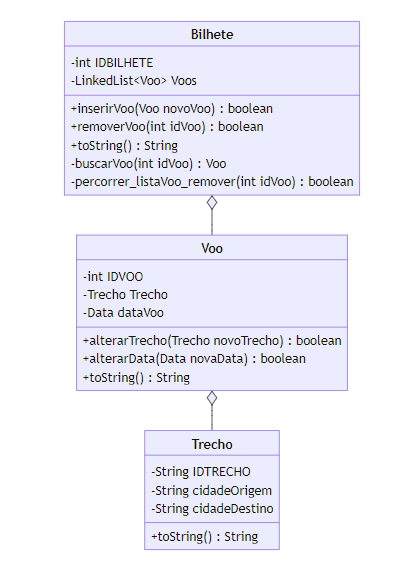 Bilhete
-int IDBILHETE
-LinkedList<Voo> Voos
+inserirVoo(Voo novoVoo) : boolean
+removerVoo(int idVoo) : boolean
+toString() : String
-buscarVoo(int idVoo) : Voo
-percorrer_listaVoo_remover(int idVoo) : boolean
Voo
-int IDVOO
-Trecho Trecho
-Data dataVoo
+alterarTrecho(Trecho novoTrecho) : boolean
+alterarData(Data novaData) : boolean
+toString() : String
Trecho
-String IDTRECHO
-String cidadeOrigem
-String cidadeDestino
+toString() : String